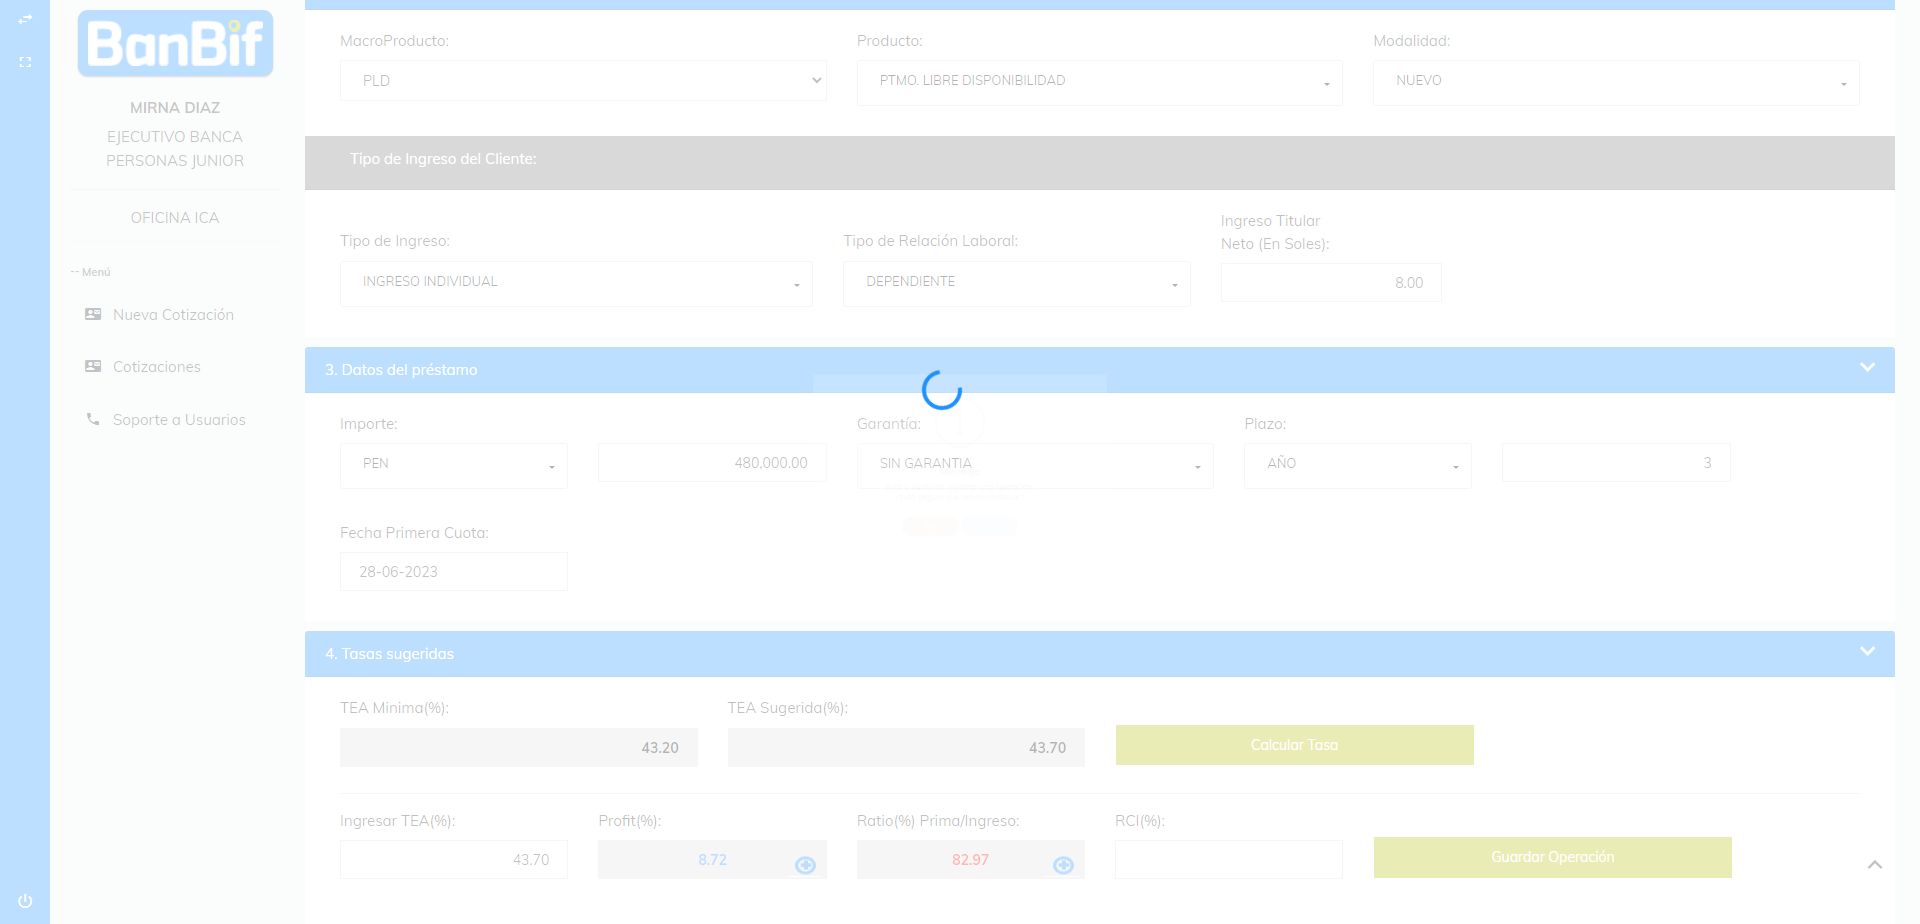 BanBif
MIRNA DIAZ
EJECUTIVO BANCA
PERSONAS JUNIOR
OFICINA ICA
-- Menú
Nueva Cotización
Cotizaciones
Soporte a Usuarios
MacroProducto:
Producto:
Modalidad:
PLD
PTMO. LIBRE DISPONIBILIDAD
NUEVO
Tipo de Ingreso del Cliente:
Tipo de Ingreso:
Tipo de Relación Laboral:
Ingreso Titular
Neto (En Soles):
INGRESO INDIVIDUAL
DEPENDIENTE
8.00
3. Datos del préstamo
Importe:
Garantía:
Plazo:
PEN
480,000.00
SIN GARANTIA
AÑO
3
Fecha Primera Cuota:
28-06-2023
4. Tasas sugeridas
TEA Minima(%):
TEA Sugerida(%):
43.20
43.70
Calcular Tasa
Ingresar TEA(%):
Profit(%):
Ratio(%) Prima/Ingreso:
RCI(%):
43.70
8.72
82.97
Guardar Operación